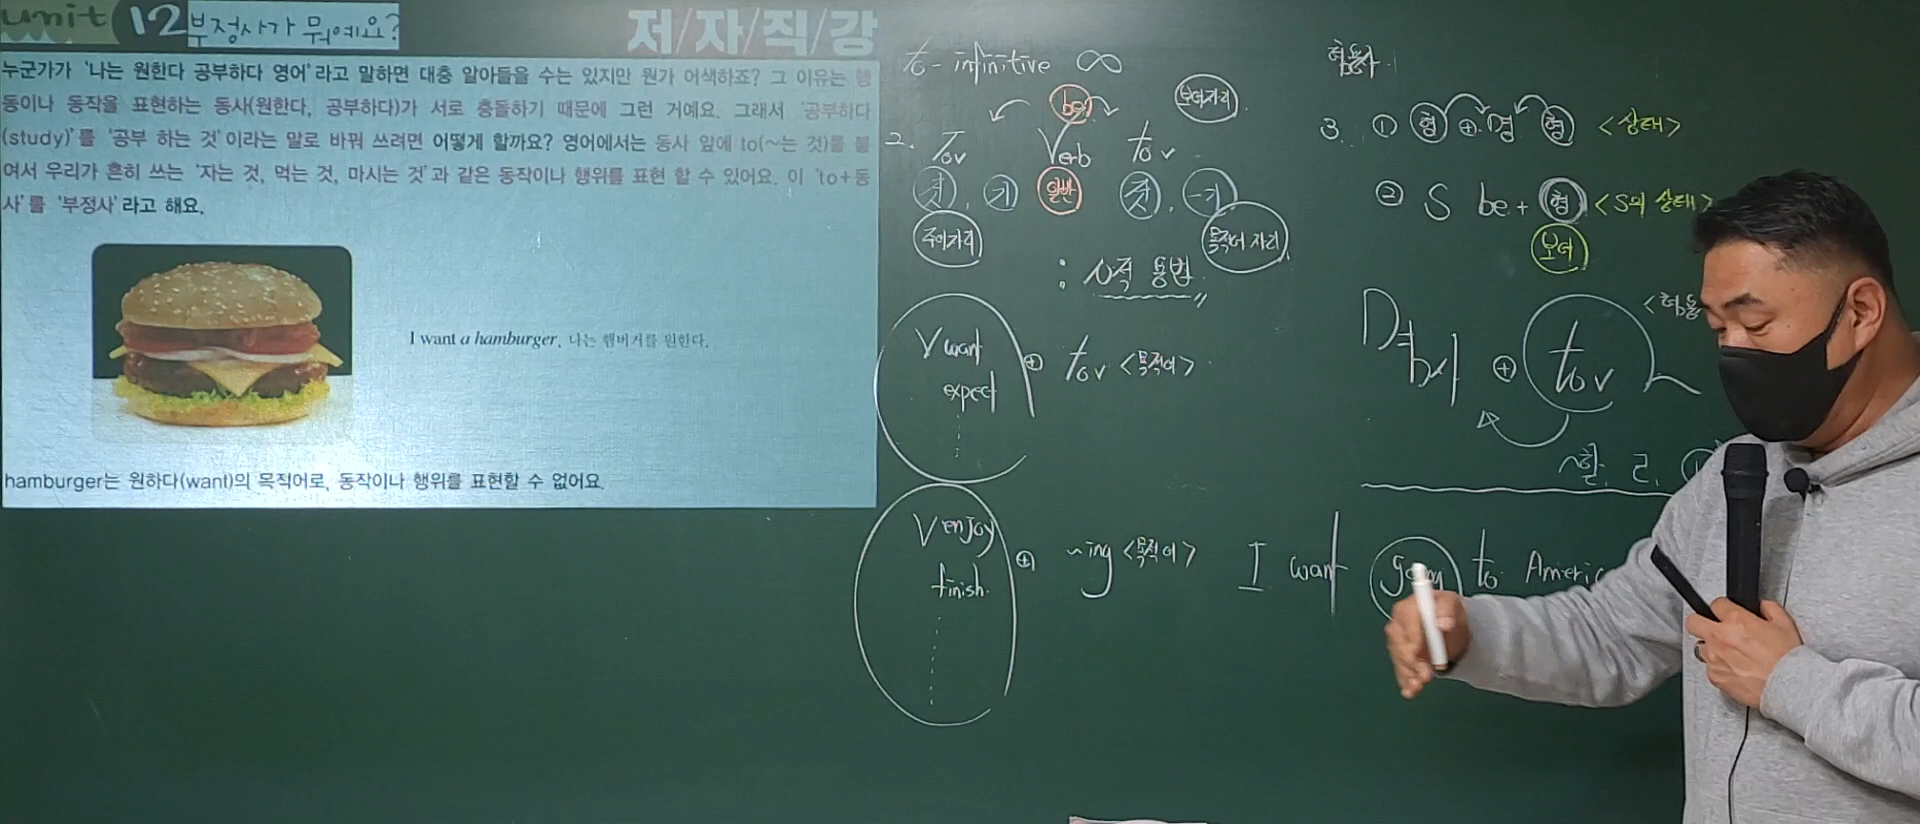 unit 12 부정사가 뭐예요?
저/자/직/강
누군가가 '나는 원한다 공부하다 영어'라고 말하면 대충 알아들을 수는 있지만 뭔가 어색하죠? 그 이유는 행
동이나 동작을 표현하는 동사(원한다, 공부하다)가 서로 충돌하기 때문에 그런 거예요. 그래서 '공부하다
(study)'를 '공부 하는 것'이라는 말로 바꿔 쓰려면 어떻게 할까요? 영어에서는 동사 앞에 to(~는 것)를 붙
여서 우리가 흔히 쓰는 '자는 것, 먹는 것, 마시는 것'과 같은 동작이나 행위를 표현 할 수 있어요. 이 'to+동
사'를 '부정사'라고 해요.
I want a hamburger. 나는 햄버거를 원한다.
hamburger는 원하다(want)의 목적어로, 동작이나 행위를 표현할 수 없어요.
to - infinitive ∞
be 보어자리
2. To v Verb to v
것, 기 일반 것, ~기
주어자리 목적어 자리
: 명사적 용법
V want ⊕ to v <목적어>
expect
V enjoy ⊕ ~ing <목적어>
finish.
형용사
3. ① 형 ⊕ 명 형 <상태>
② S be + 형 <S의 상태>
보어
명사 ⊕ to v
~할, ㄹ,
I want going to